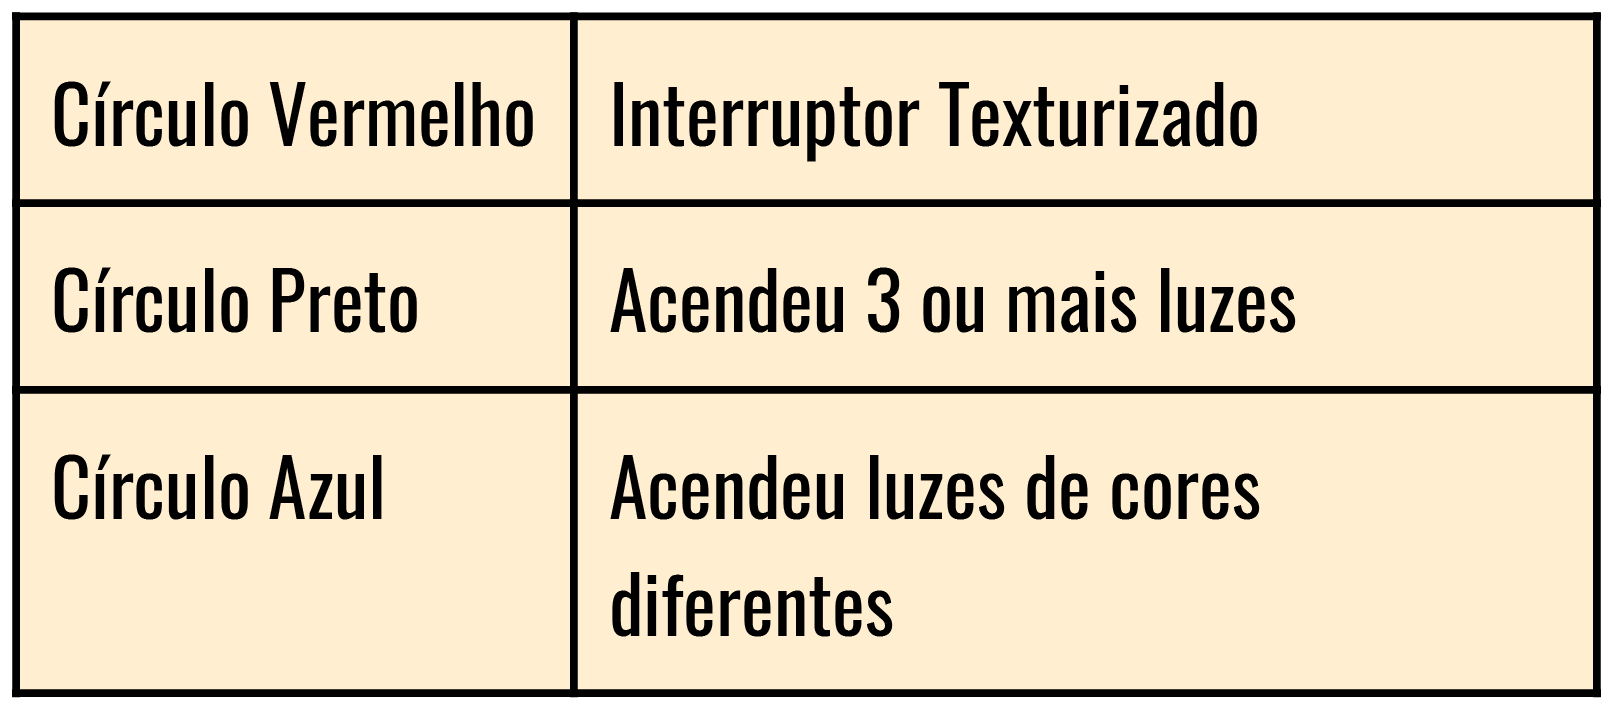 Círculo Vermelho
Interruptor Texturizado
Círculo Preto
Acendeu 3 ou mais luzes
Círculo Azul
Acendeu luzes de cores
diferentes